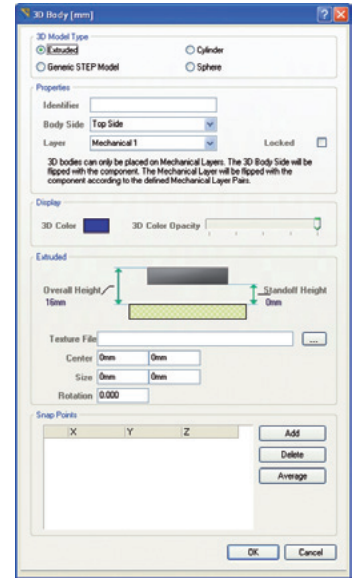 3D Body [mm]
3D Model Type
Extruded
Cylinder
Generic STEP Model
Sphere
Properties
Identifier
Body Side Top Side
Layer Mechanical 1 Locked
3D bodies can only be placed on Mechanical Layers. The 3D Body Side will be
flipped with the component. The Mechanical Layer will be flipped with the
component according to the defined Mechanical Layer Pairs.
Display
3D Color 3D Color Opacity
Extruded
Overall Height
16mm
Standoff Height
0mm
Texture File ...
Center 0mm 0mm
Size 0mm 0mm
Rotation 0.000
Snap Points
X Y Z
Add
Delete
Average
OK Cancel